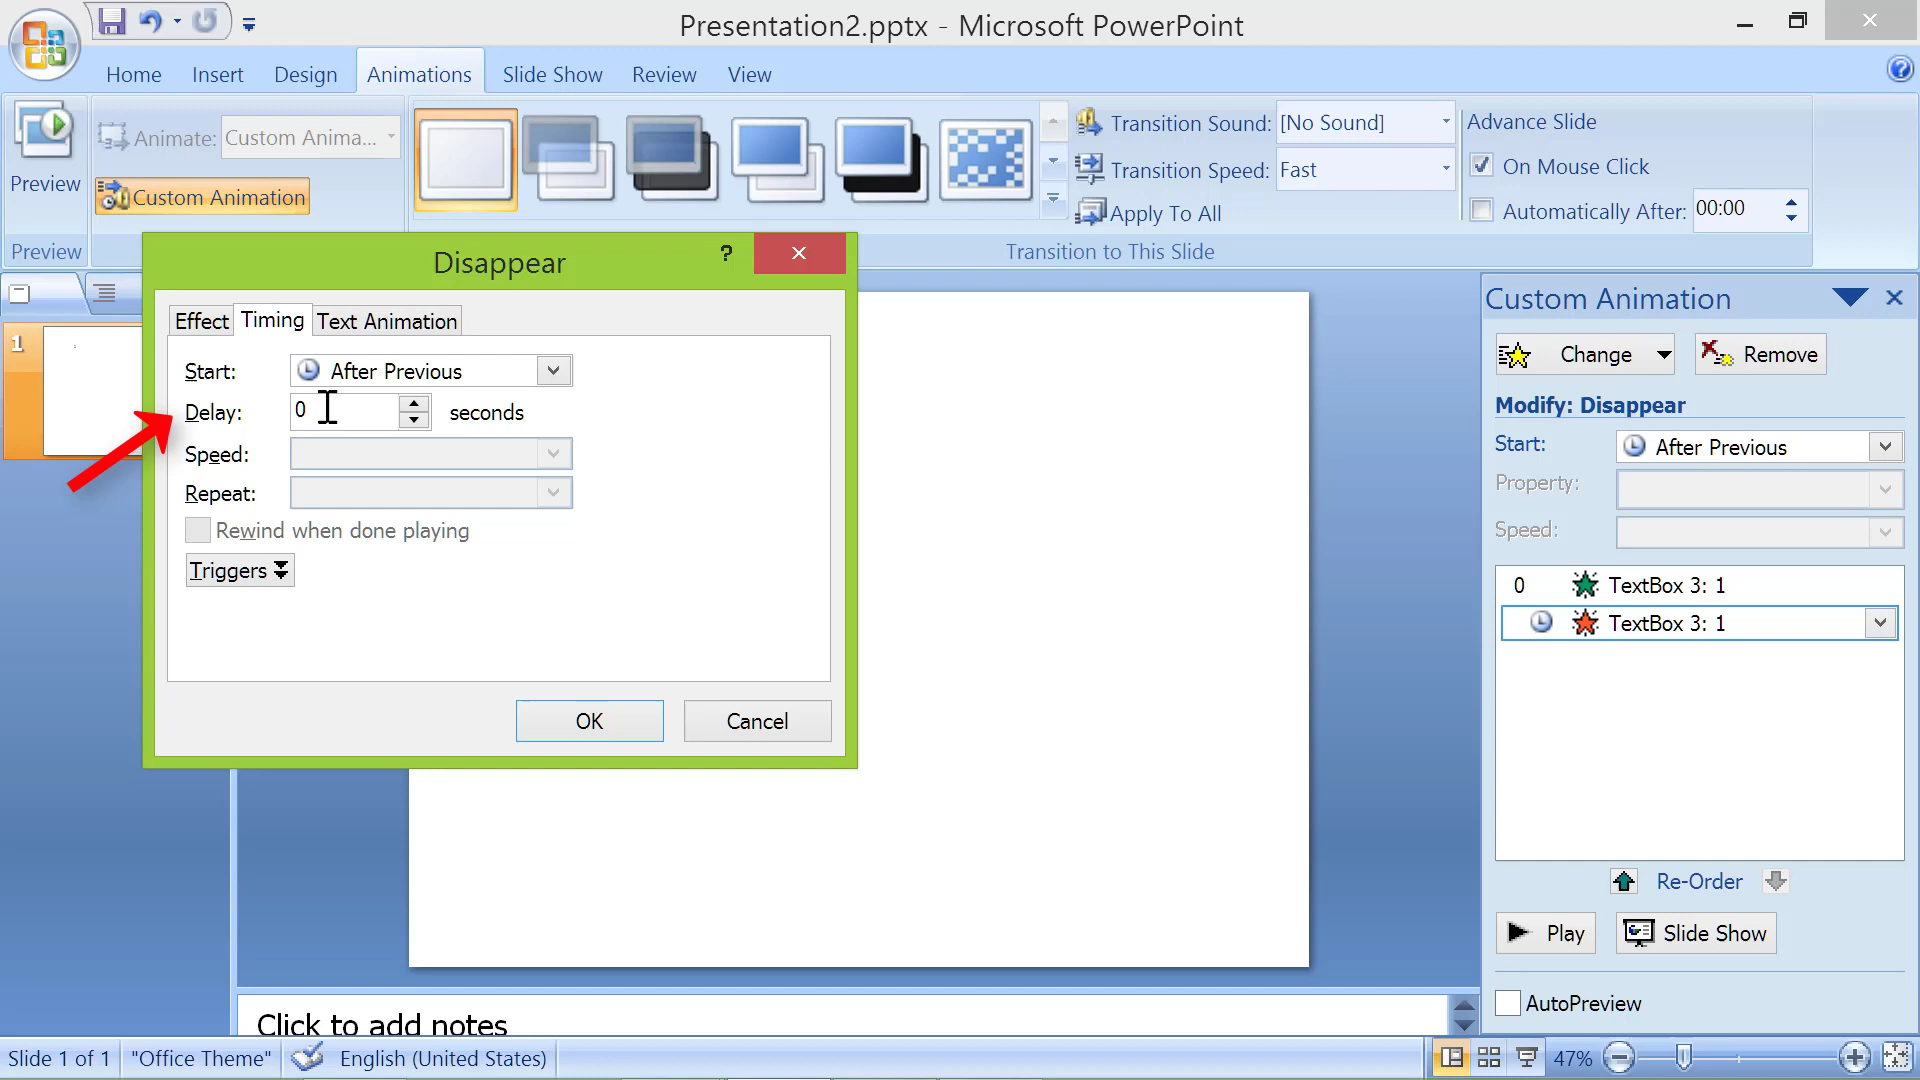 Presentation2.pptx - Microsoft PowerPoint
Home Insert Design Animations Slide Show Review View
Preview
Animate: Custom Anima...
Custom Animation
Transition Sound: [No Sound]
Transition Speed: Fast
Apply To All
Advance Slide
On Mouse Click
Automatically After: 00:00
Preview
Transition to This Slide
Disappear
?
Effect Timing Text Animation
Start: After Previous
Delay: 0 seconds
Speed:
Repeat:
Rewind when done playing
Triggers
OK Cancel
1
Custom Animation
Change Remove
Modify: Disappear
Start: After Previous
Property:
Speed:
0 TextBox 3: 1
TextBox 3: 1
Re-Order
Play Slide Show
AutoPreview
Click to add notes
Slide 1 of 1 "Office Theme" English (United States) 47%